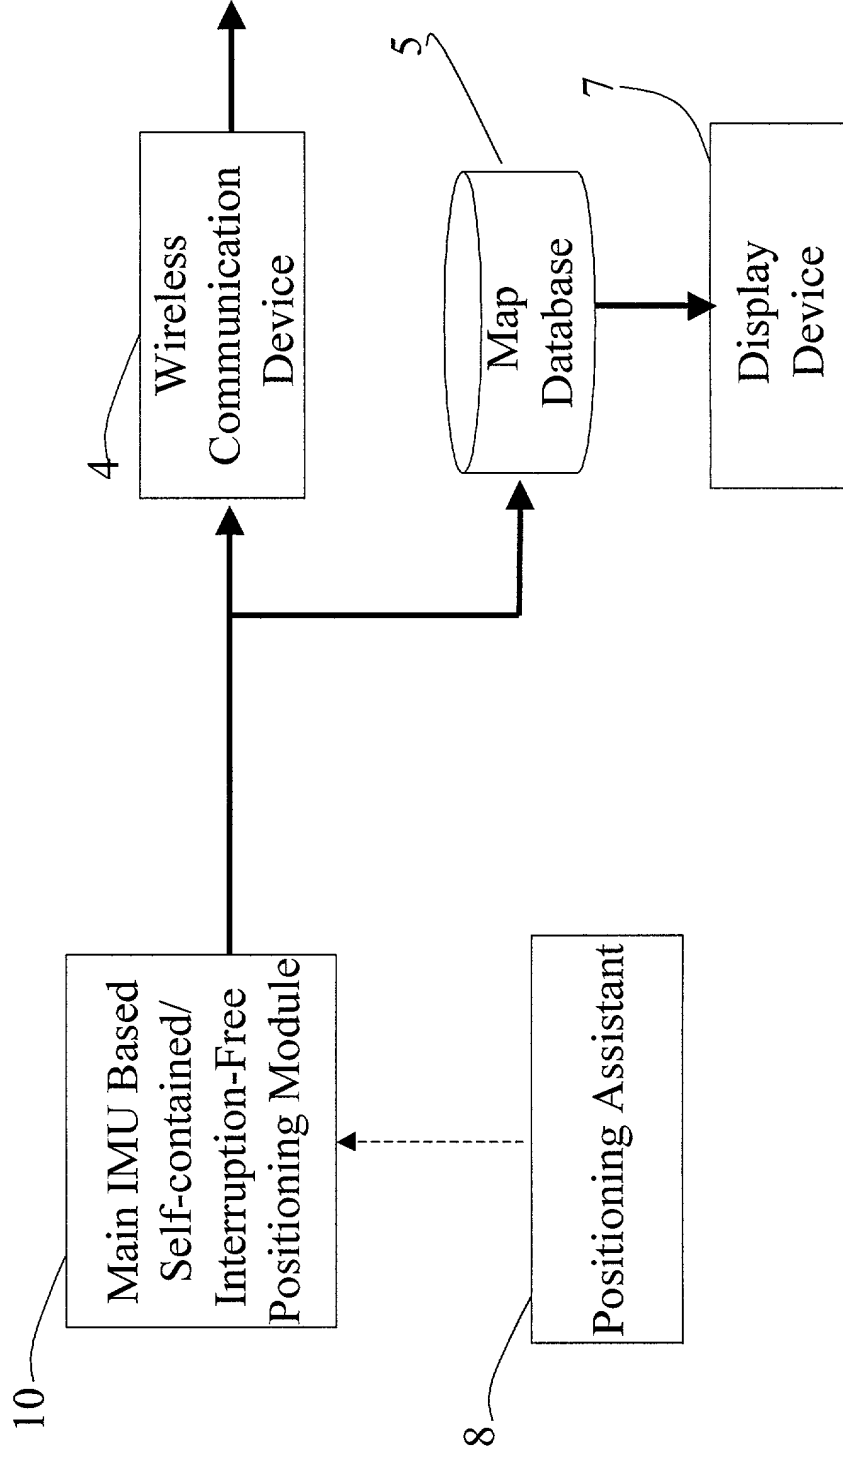 10
Main IMU Based
Self-contained/
Interruption-Free
Positioning Module
4
Wireless
Communication
Device
5
Map
Database
8
Positioning Assistant
7
Display
Device